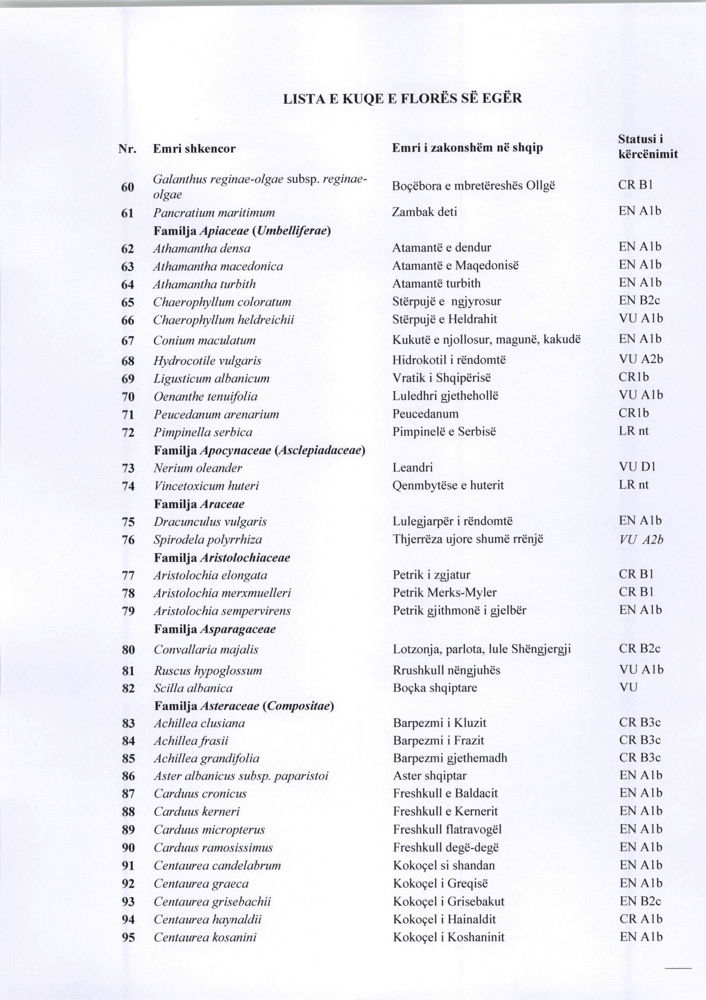 LISTA E KUQE E FLORËS SË EGËR
Nr. Emri shkencor Emri i zakonshëm në shqip Statusi i kërcënimit
60 Galanthus reginae-olgae subsp. reginae-olgae Boçëbora e mbretëreshës Ollgë CR B1
61 Pancratium maritimum Zambak deti EN A1b
Familja Apiaceae (Umbelliferae)
62 Athamantha densa Atamantë e dendur EN A1b
63 Athamantha macedonica Atamantë e Maqedonisë EN A1b
64 Athamantha turbith Atamantë turbith EN A1b
65 Chaerophyllum coloratum Stërpujë e ngjyrosur EN B2c
66 Chaerophyllum heldreichii Stërpujë e Heldrahit VU A1b
67 Conium maculatum Kukutë e njollosur, magunë, kakudë EN A1b
68 Hydrocotile vulgaris Hidrokotil i rëndomtë VU A2b
69 Ligusticum albanicum Vratik i Shqipërisë CR1b
70 Oenanthe tenuifolia Luledhri gjethehollë VU A1b
71 Peucedanum arenarium Peucedanum CR1b
72 Pimpinella serbica Pimpinelë e Serbisë LR nt
Familja Apocynaceae (Asclepiadaceae)
73 Nerium oleander Leandri VU D1
74 Vincetoxicum huteri Qenmbytëse e huterit LR nt
Familja Araceae
75 Dracunculus vulgaris Lulegjarpër i rëndomtë EN A1b
76 Spirodela polyrrhiza Thjerrëza ujore shumë rrënjë VU A2b
Familja Aristolochiaceae
77 Aristolochia elongata Petrik i zgjatur CR B1
78 Aristolochia merxmuelleri Petrik Merks-Myler CR B1
79 Aristolochia sempervirens Petrik gjithmonë i gjelbër EN A1b
Familja Asparagaceae
80 Convallaria majalis Lotzonja, parlota, lule Shëngjergji CR B2c
81 Ruscus hypoglossum Rrushkull nëngjuhës VU A1b
82 Scilla albanica Boçka shqiptare VU
Familja Asteraceae (Compositae)
83 Achillea clusiana Barpezmi i Kluzit CR B3c
84 Achillea frasii Barpezmi i Frazit CR B3c
85 Achillea grandifolia Barpezmi gjethemadh CR B3c
86 Aster albanicus subsp. paparistoi Aster shqiptar EN A1b
87 Carduus cronicus Freshkull e Baldacit EN A1b
88 Carduus kerneri Freshkull e Kernerit EN A1b
89 Carduus micropterus Freshkull flatravogël EN A1b
90 Carduus ramosissimus Freshkull degë-degë EN A1b
91 Centaurea candelabrum Kokoçel si shandan EN A1b
92 Centaurea graeca Kokoçel i Greqisë EN A1b
93 Centaurea grisebachii Kokoçel i Grisebakut EN B2c
94 Centaurea haynaldii Kokoçel i Hainaldit CR A1b
95 Centaurea kosanini Kokoçel i Koshaninit EN A1b